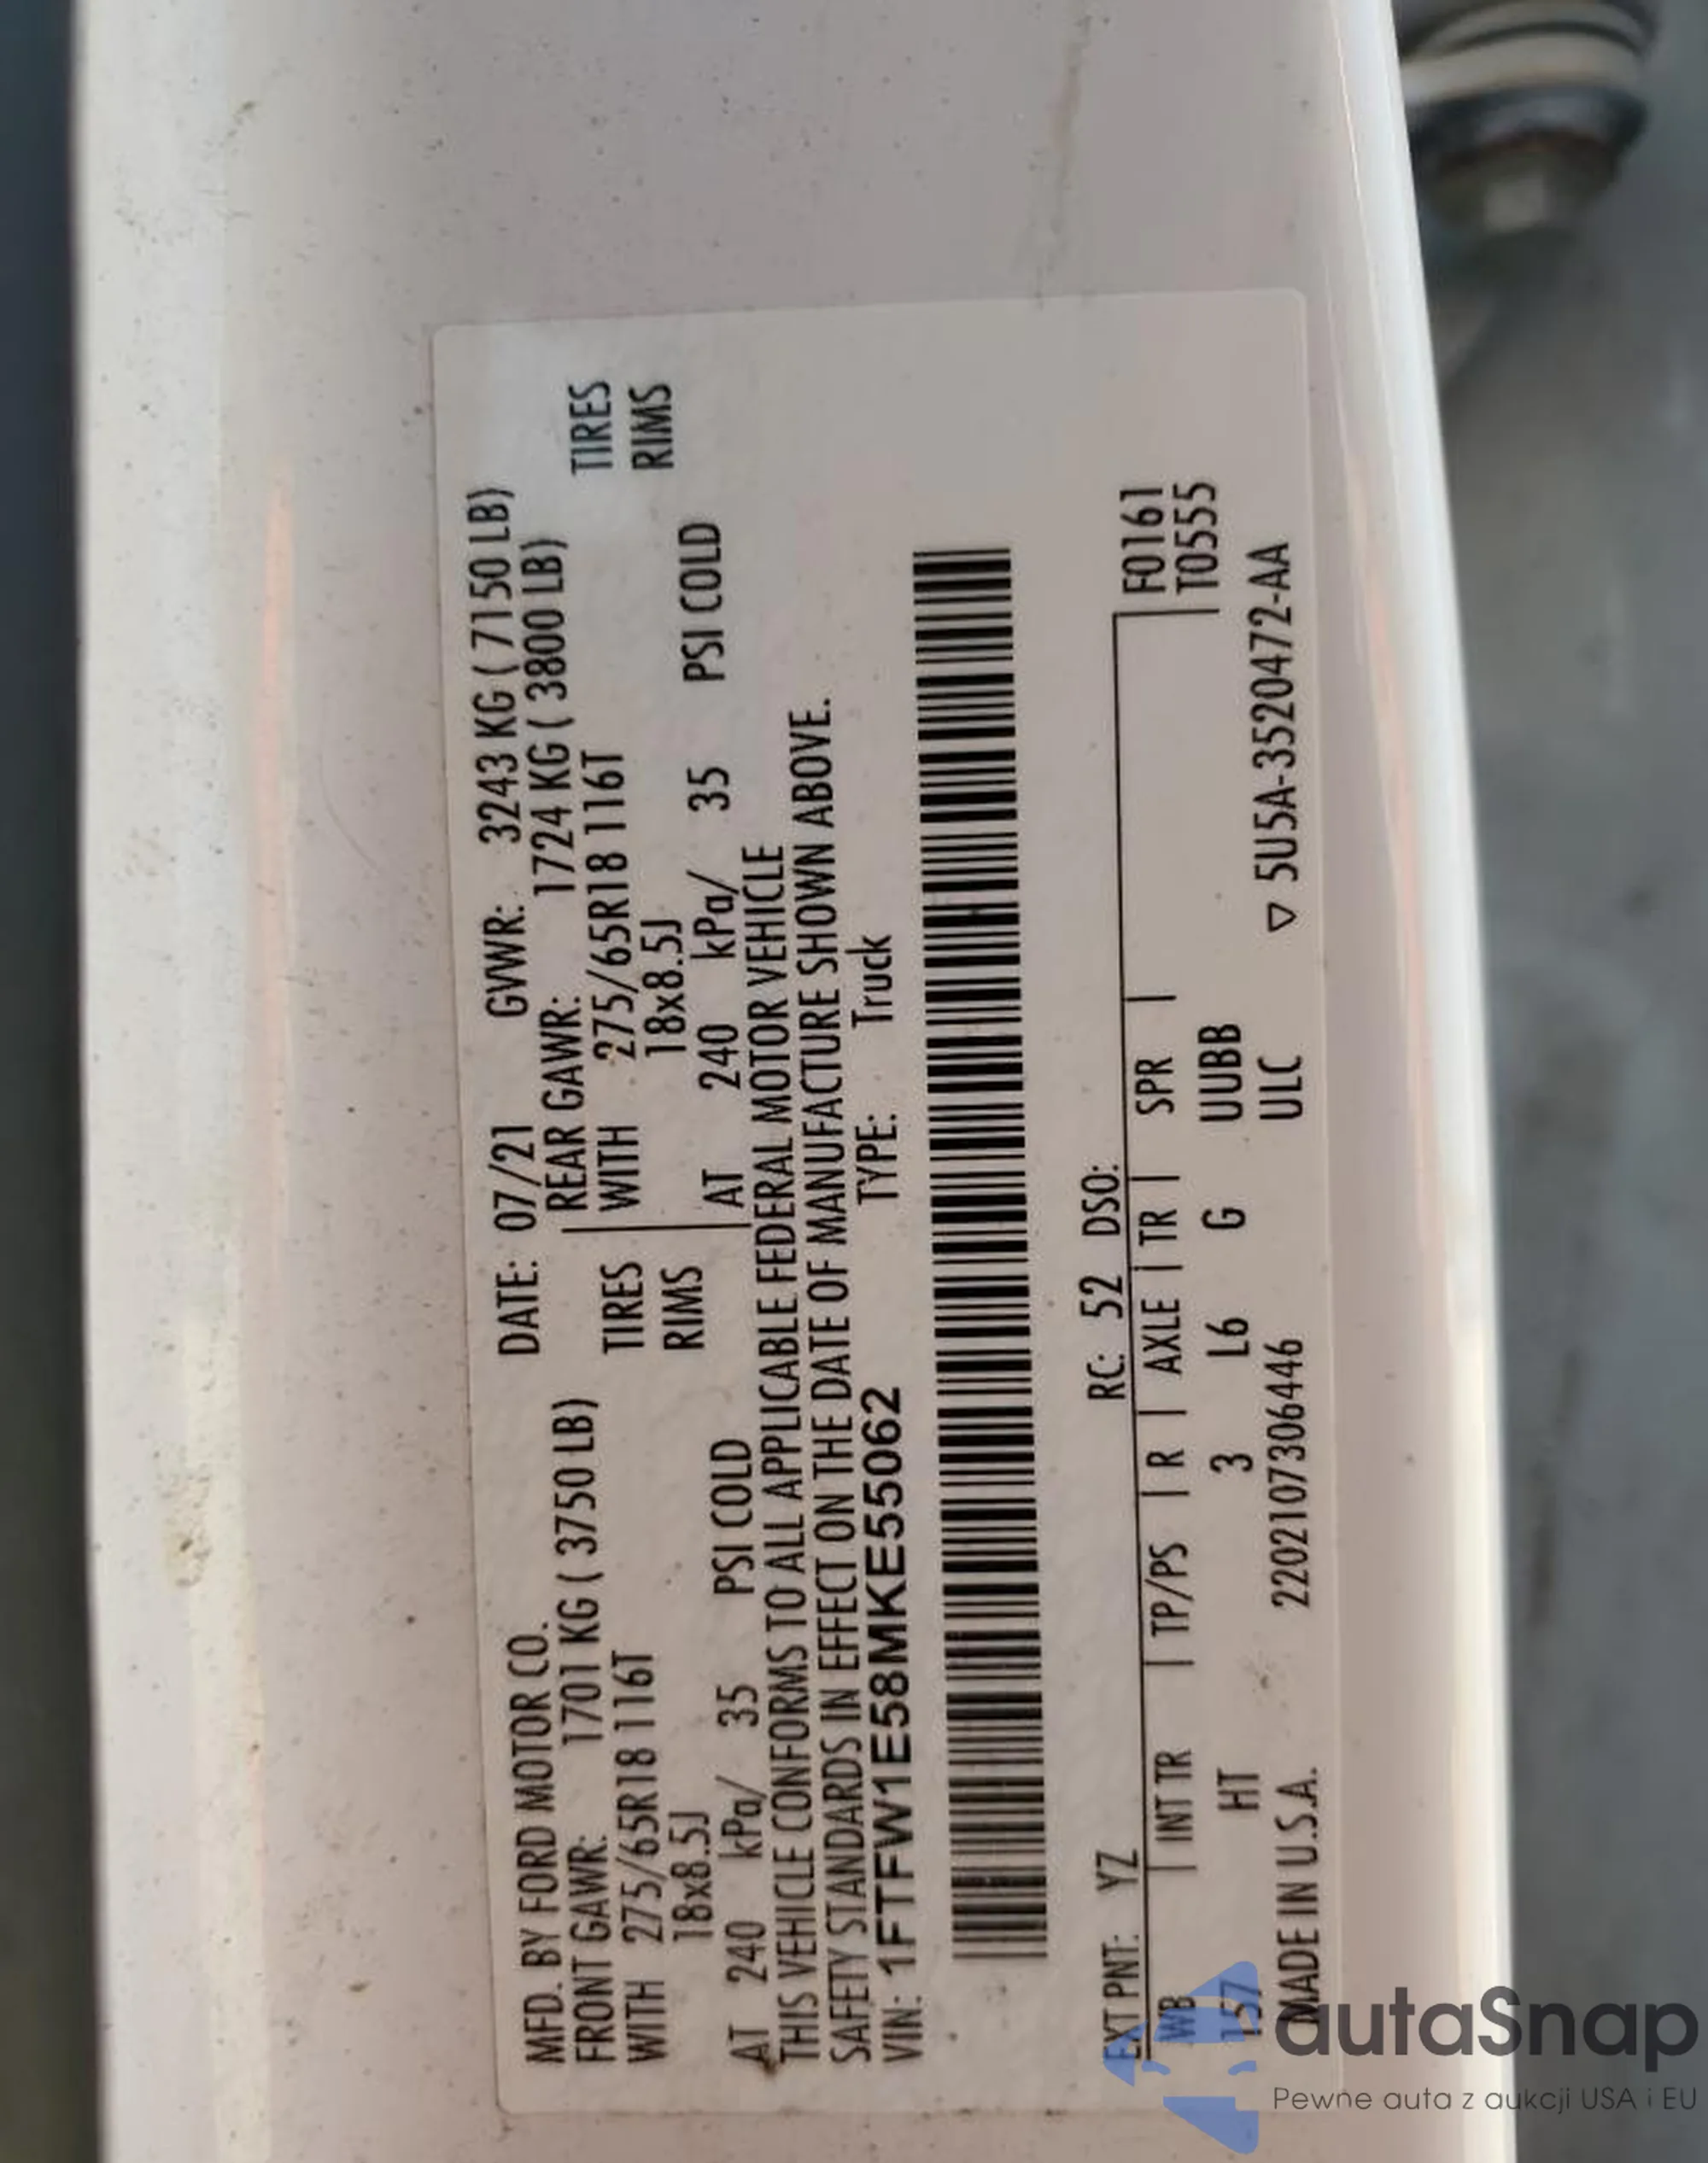 MFD. BY FORD MOTOR CO. DATE: 07/21 GVWR: 3243 KG ( 7150 LB)
FRONT GAWR: 1701 KG ( 3750 LB) REAR GAWR: 1724 KG ( 3800 LB)
WITH 275/65R18 116T TIRES WITH 275/65R18 116T TIRES
18x8.5J RIMS 18x8.5J RIMS
AT 240 kPa/ 35 PSI COLD AT 240 kPa/ 35 PSI COLD
THIS VEHICLE CONFORMS TO ALL APPLICABLE FEDERAL MOTOR VEHICLE
SAFETY STANDARDS IN EFFECT ON THE DATE OF MANUFACTURE SHOWN ABOVE.
VIN: 1FTFW1E58MKE55062 TYPE: Truck
EXT PNT: YZ RC: 52 DSO:
WB | INT TR | TP/PS | R | AXLE | TR | SPR | F0161
T0555
157 HT 3 L6 G UUBB
MADE IN U.S.A. 2202107306446 ULC ▽ 5U5A-3520472-AA
autaSnap
Pewne auta z aukcji USA i EU